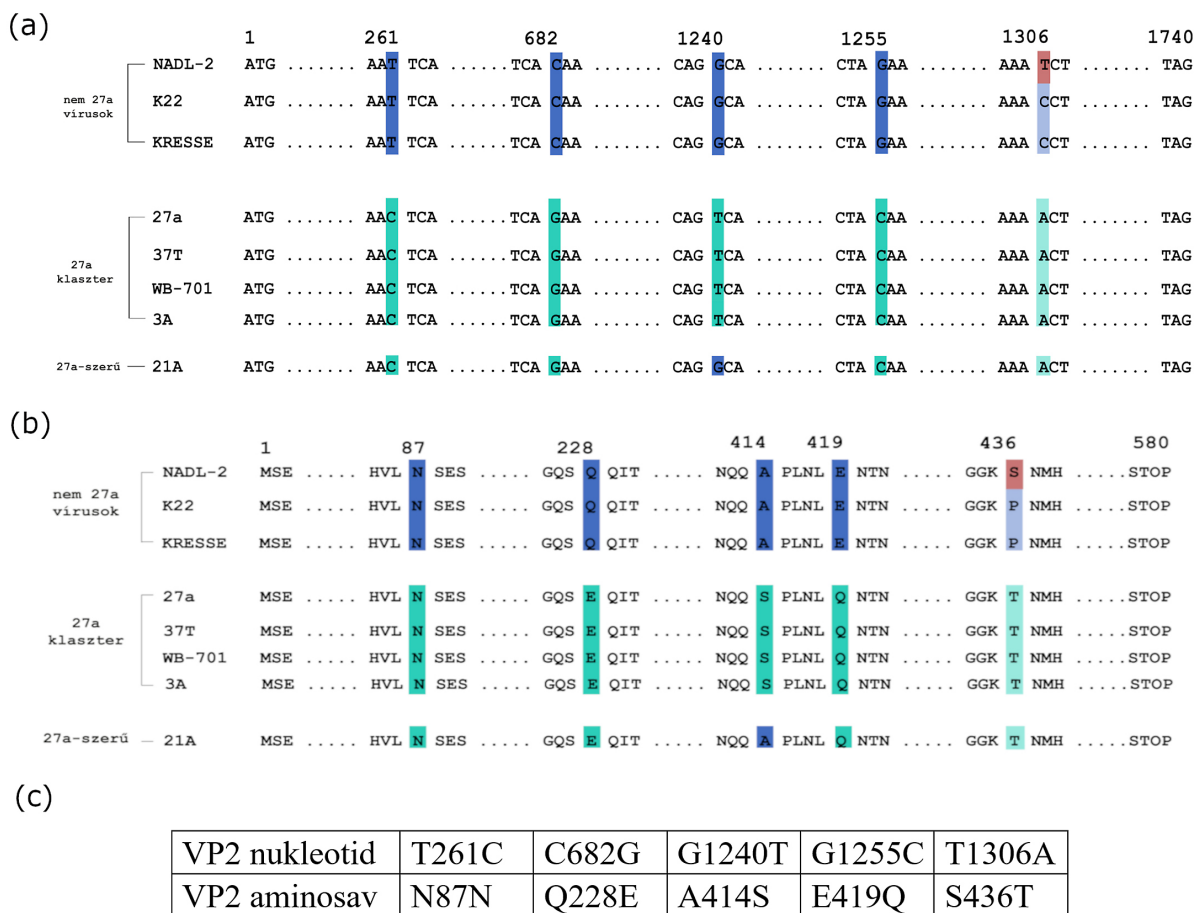 (a)
1 261 682 1240 1255 1306 1740
NADL-2 ATG ........ AAT TCA ......... TCA CAA ........ CAG GCA ......... CTA GAA ........ AAA TCT ........ TAG
nem 27a vírusok
K22 ATG ........ AAT TCA ......... TCA CAA ........ CAG GCA ......... CTA GAA ........ AAA CCT ........ TAG
KRESSE ATG ........ AAT TCA ......... TCA CAA ........ CAG GCA ......... CTA GAA ........ AAA CCT ........ TAG
27a ATG ........ AAC TCA ......... TCA GAA ........ CAG TCA ......... CTA CAA ........ AAA ACT ........ TAG
37T ATG ........ AAC TCA ......... TCA GAA ........ CAG TCA ......... CTA CAA ........ AAA ACT ........ TAG
27a klaszter
WB-701 ATG ........ AAC TCA ......... TCA GAA ........ CAG TCA ......... CTA CAA ........ AAA ACT ........ TAG
3A ATG ........ AAC TCA ......... TCA GAA ........ CAG TCA ......... CTA CAA ........ AAA ACT ........ TAG
27a-szerű 21A ATG ........ AAC TCA ......... TCA GAA ........ CAG GCA ......... CTA CAA ........ AAA ACT ........ TAG
(b)
1 87 228 414 419 436 580
NADL-2 MSE ..... HVL N SES ...... GQS Q QIT ...... NQQ A PLNL E NTN ...... GGK S NMH ...... STOP
nem 27a vírusok
K22 MSE ..... HVL N SES ...... GQS Q QIT ...... NQQ A PLNL E NTN ...... GGK P NMH ...... STOP
KRESSE MSE ..... HVL N SES ...... GQS Q QIT ...... NQQ A PLNL E NTN ...... GGK P NMH ...... STOP
27a MSE ..... HVL N SES ...... GQS E QIT ...... NQQ S PLNL Q NTN ...... GGK T NMH ...... STOP
27a klaszter
37T MSE ..... HVL N SES ...... GQS E QIT ...... NQQ S PLNL Q NTN ...... GGK T NMH ...... STOP
WB-701 MSE ..... HVL N SES ...... GQS E QIT ...... NQQ S PLNL Q NTN ...... GGK T NMH ...... STOP
3A MSE ..... HVL N SES ...... GQS E QIT ...... NQQ S PLNL Q NTN ...... GGK T NMH ...... STOP
27a-szerű 21A MSE ..... HVL N SES ...... GQS E QIT ...... NQQ A PLNL Q NTN ...... GGK T NMH ...... STOP
(c)
VP2 nukleotid T261C C682G G1240T G1255C T1306A
VP2 aminosav N87N Q228E A414S E419Q S436T